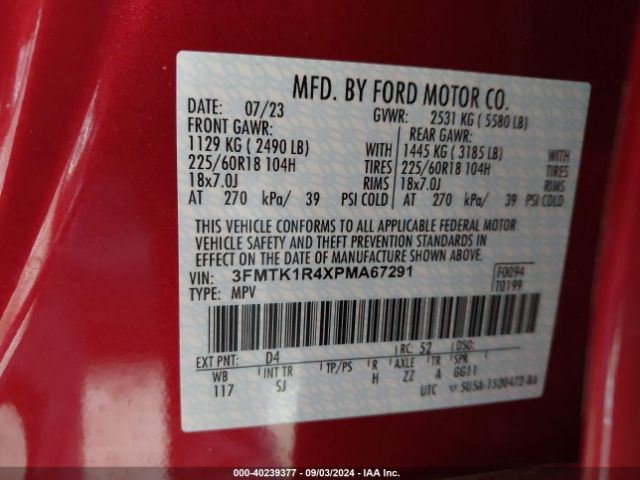 MFD. BY FORD MOTOR CO.
DATE: 07/23 GVWR: 2531 KG ( 5580 LB)
FRONT GAWR: REAR GAWR:
1129 KG ( 2490 LB) WITH 1445 KG ( 3185 LB) WITH
225/60R18 104H TIRES 225/60R18 104H TIRES
18x7.0J RIMS 18x7.0J RIMS
AT 270 kPa/ 39 PSI COLD AT 270 kPa/ 39 PSI COLD
THIS VEHICLE CONFORMS TO ALL APPLICABLE FEDERAL MOTOR
VEHICLE SAFETY AND THEFT PREVENTION STANDARDS IN
EFFECT ON THE DATE OF MANUFACTURE SHOWN ABOVE.
VIN: 3FMTK1R4XPMA67291 F0094
TYPE: MPV T0199
EXT PNT: D4 RC: 52 DSO:
WB INT TR TP/PS R AXLE TR SPR
117 SJ H ZZ A GG11
UTC 5U5A-1520472-BA
000-40239377 - 09/03/2024 - IAA Inc.